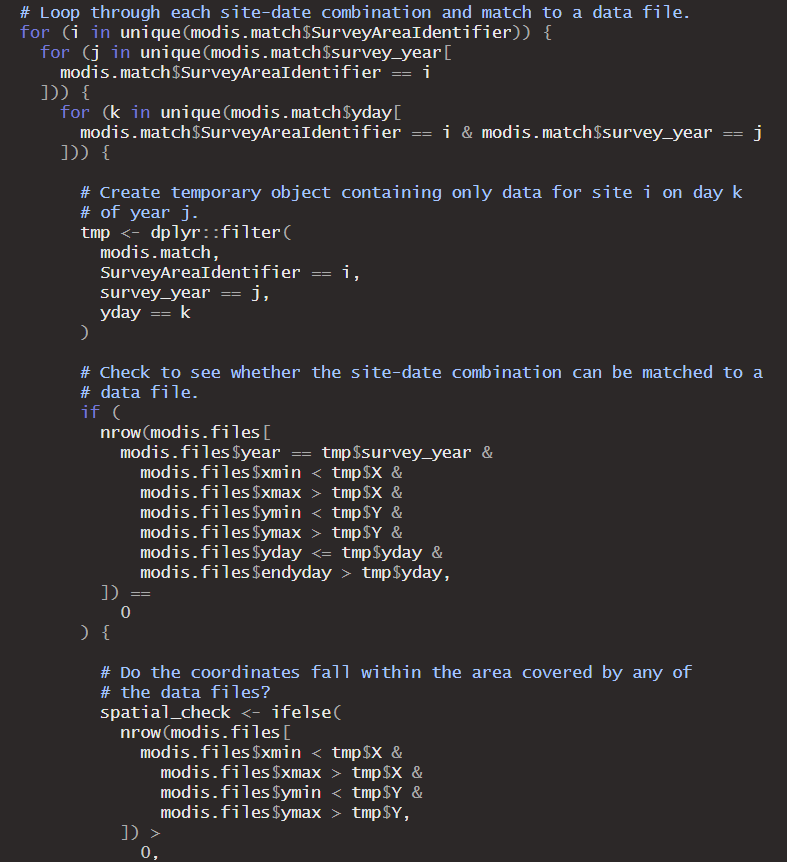 # Loop through each site-date combination and match to a data file.
for (i in unique(modis.match$SurveyAreaIdentifier)) {
for (j in unique(modis.match$survey_year[
modis.match$SurveyAreaIdentifier == i
])) {
for (k in unique(modis.match$yday[
modis.match$SurveyAreaIdentifier == i & modis.match$survey_year == j
])) {
# Create temporary object containing only data for site i on day k
# of year j.
tmp <- dplyr::filter(
modis.match,
SurveyAreaIdentifier == i,
survey_year == j,
yday == k
)
# Check to see whether the site-date combination can be matched to a
# data file.
if (
nrow(modis.files[
modis.files$year == tmp$survey_year &
modis.files$xmin < tmp$X &
modis.files$xmax > tmp$X &
modis.files$ymin < tmp$Y &
modis.files$ymax > tmp$Y &
modis.files$yday <= tmp$yday &
modis.files$endyday > tmp$yday,
]) ==
0
) {
# Do the coordinates fall within the area covered by any of
# the data files?
spatial_check <- ifelse(
nrow(modis.files[
modis.files$xmin < tmp$X &
modis.files$xmax > tmp$X &
modis.files$ymin < tmp$Y &
modis.files$ymax > tmp$Y,
]) >
0,